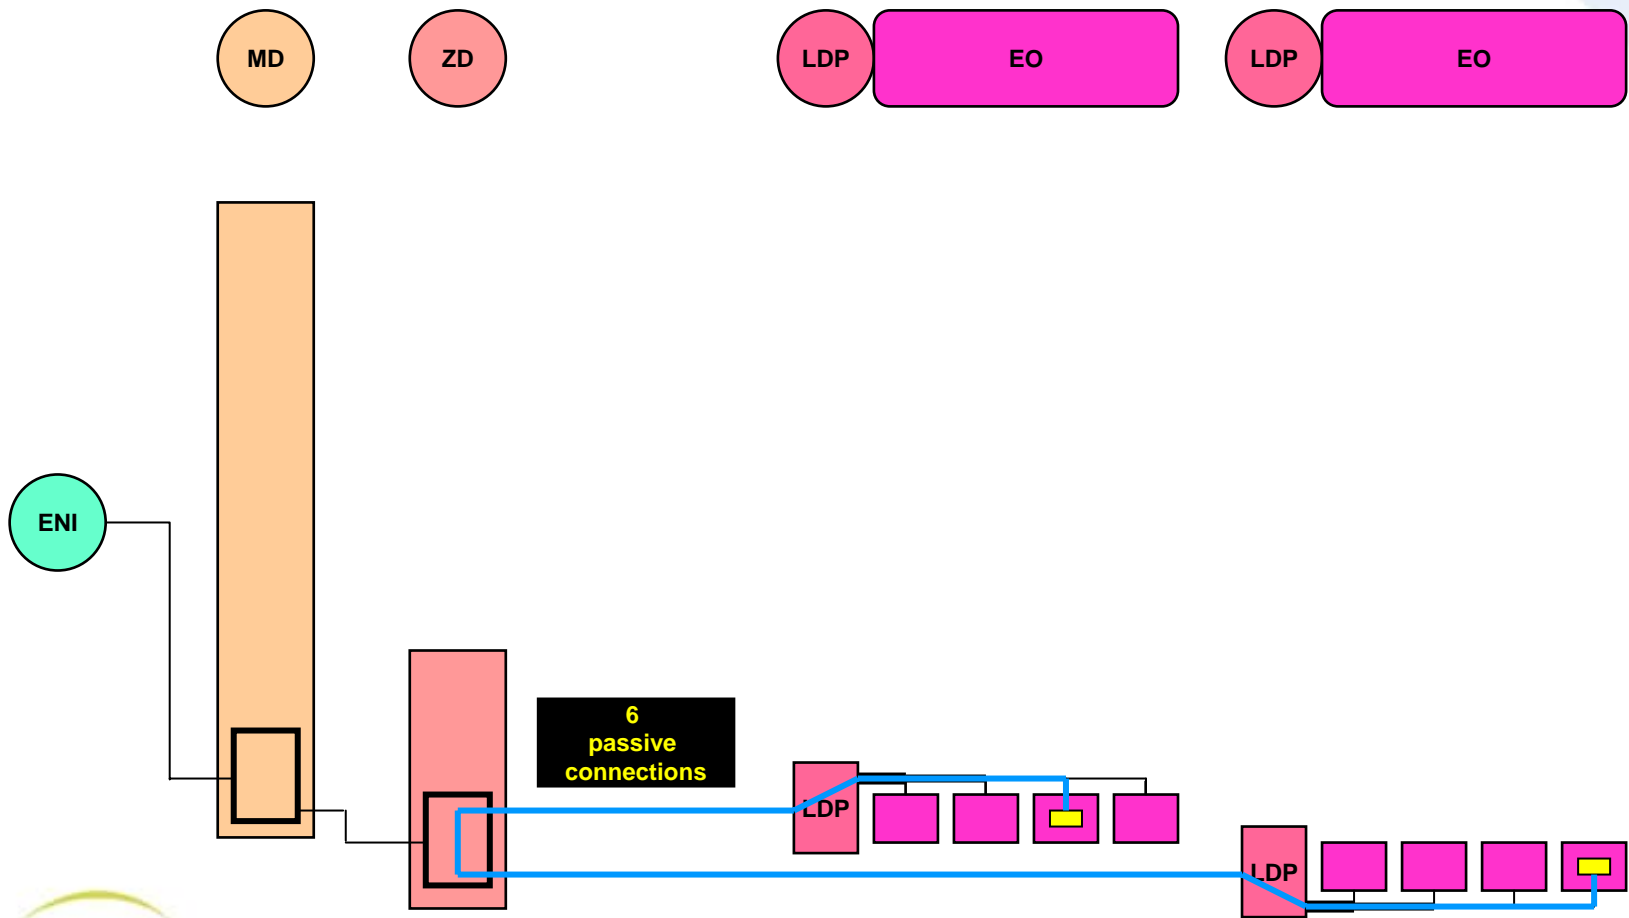 MD
ZD
LDP
EO
LDP
EO
ENI
6
passive
connections
LDP
LDP